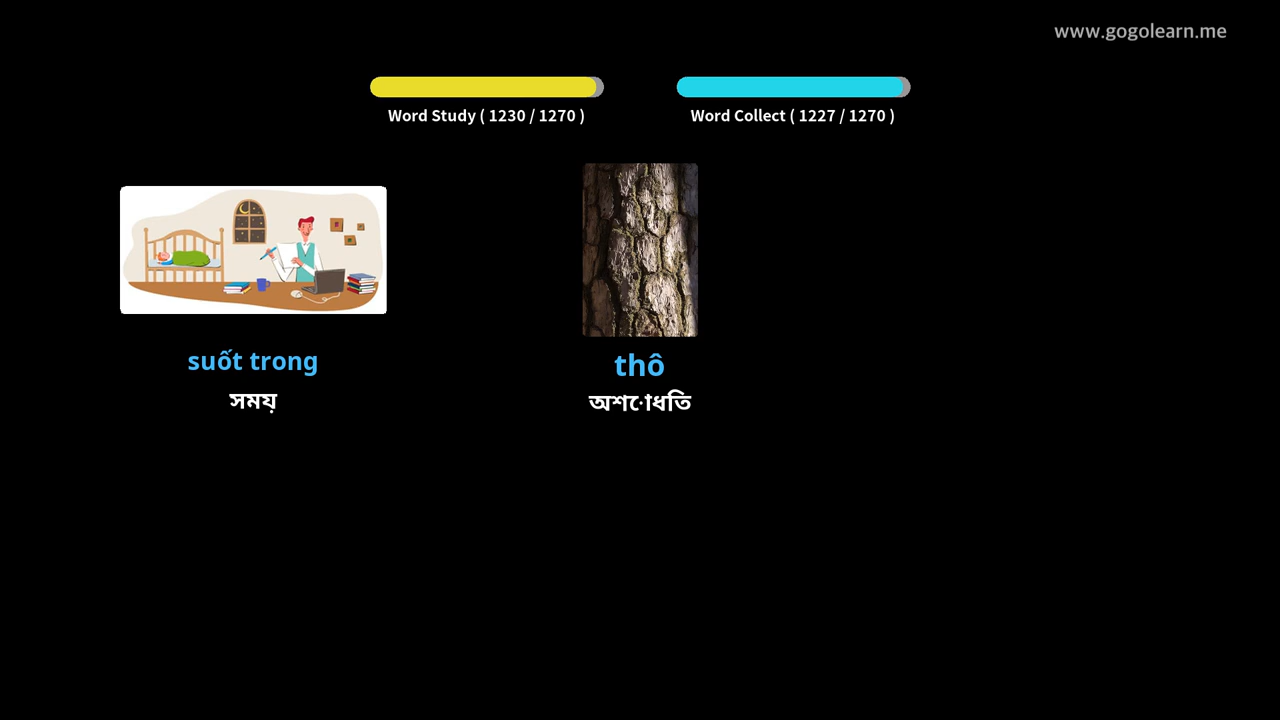 www.gogolearn.me
Word Study ( 1230 / 1270 )
Word Collect ( 1227 / 1270 )
suốt trong
সময়
thô
অশোধিত